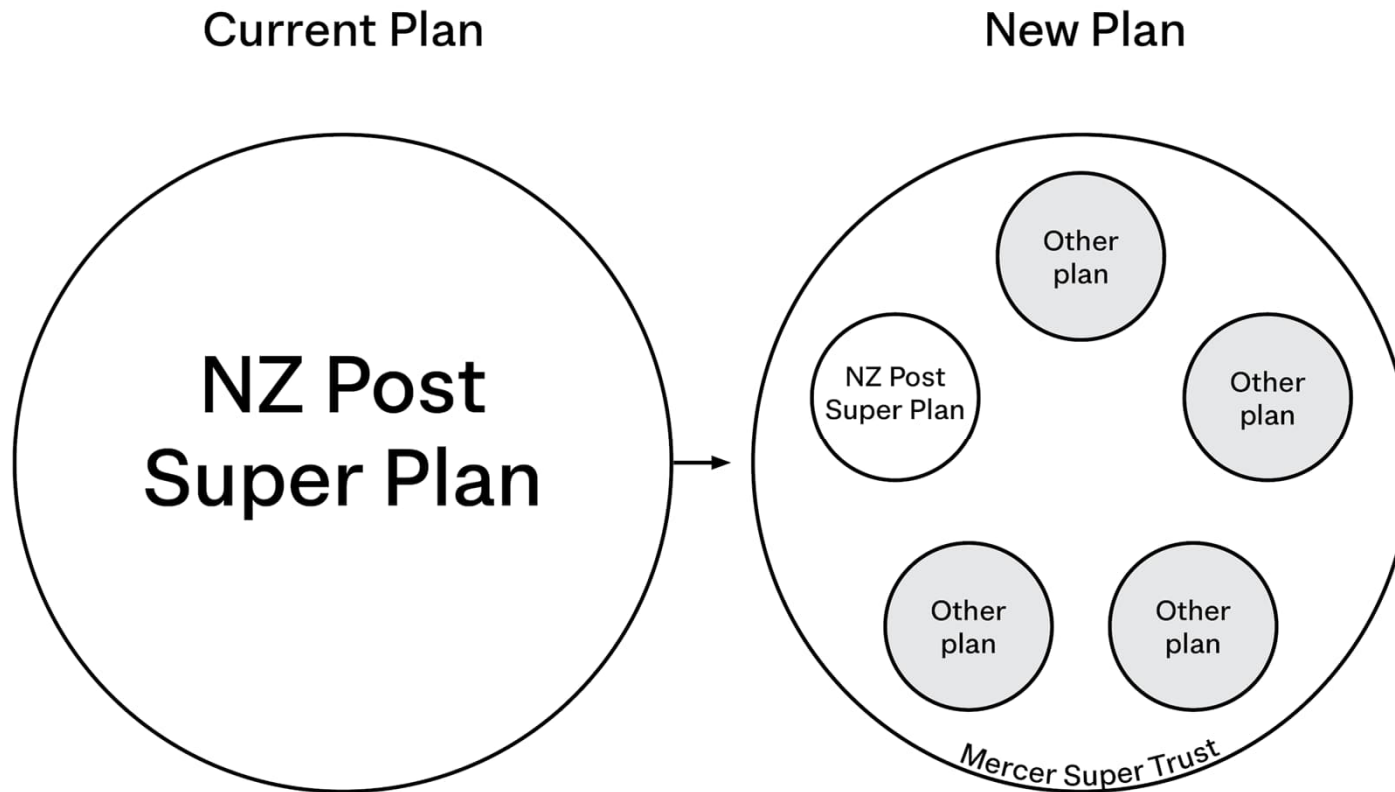 Current Plan
New Plan
NZ Post
Super Plan
Other
plan
NZ Post
Super Plan
Other
plan
Other
plan
Other
plan
Mercer Super Trust